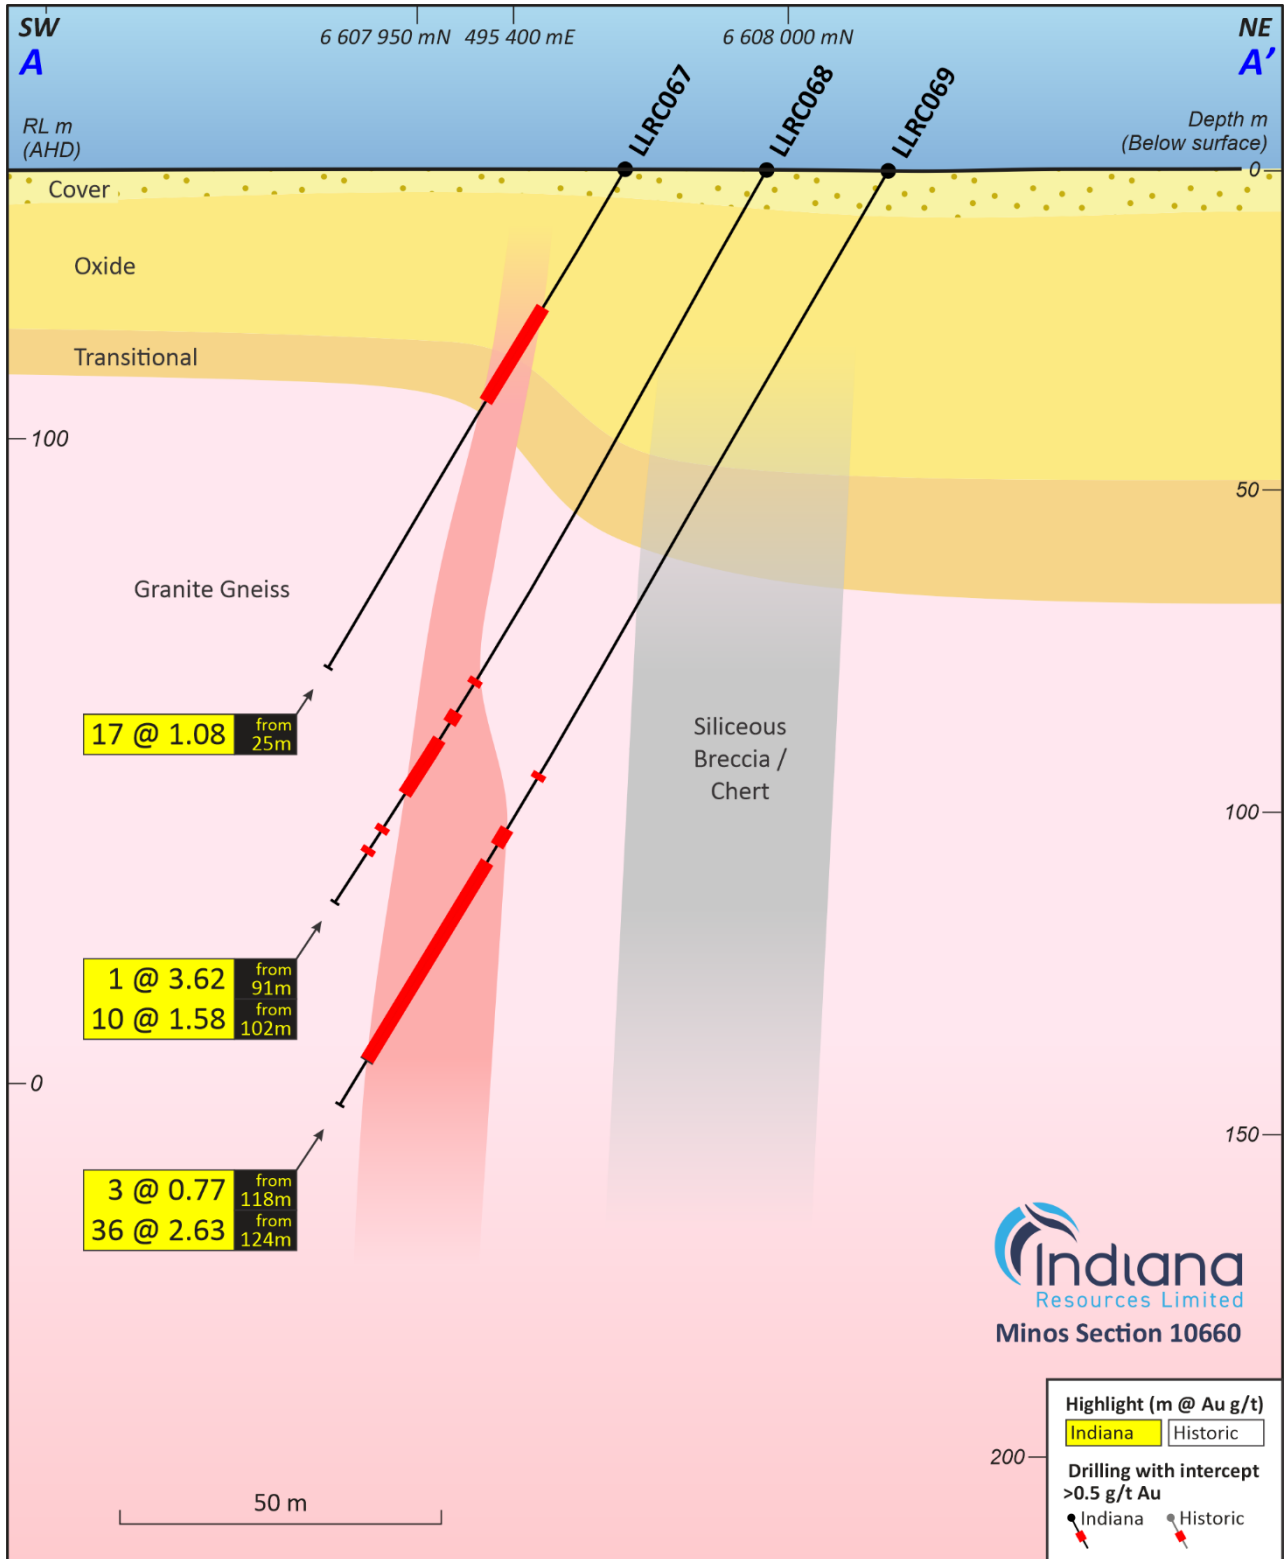 SW
NE
A
A'
6 607 950 mN
495 400 mE
6 608 000 mN
LLRC067
LLRC068
LLRC069
RL m
(AHD)
Depth m
(Below surface)
0
Cover
Oxide
Transitional
100
50
Granite Gneiss
17 @ 1.08
from
25m
Siliceous
Breccia /
Chert
100
1 @ 3.62
from
91m
10 @ 1.58
from
102m
0
150
3 @ 0.77
from
118m
36 @ 2.63
from
124m
Indiana
Resources Limited
Minos Section 10660
Highlight (m @ Au g/t)
Indiana
Historic
200
Drilling with intercept
>0.5 g/t Au
Indiana
Historic
50 m